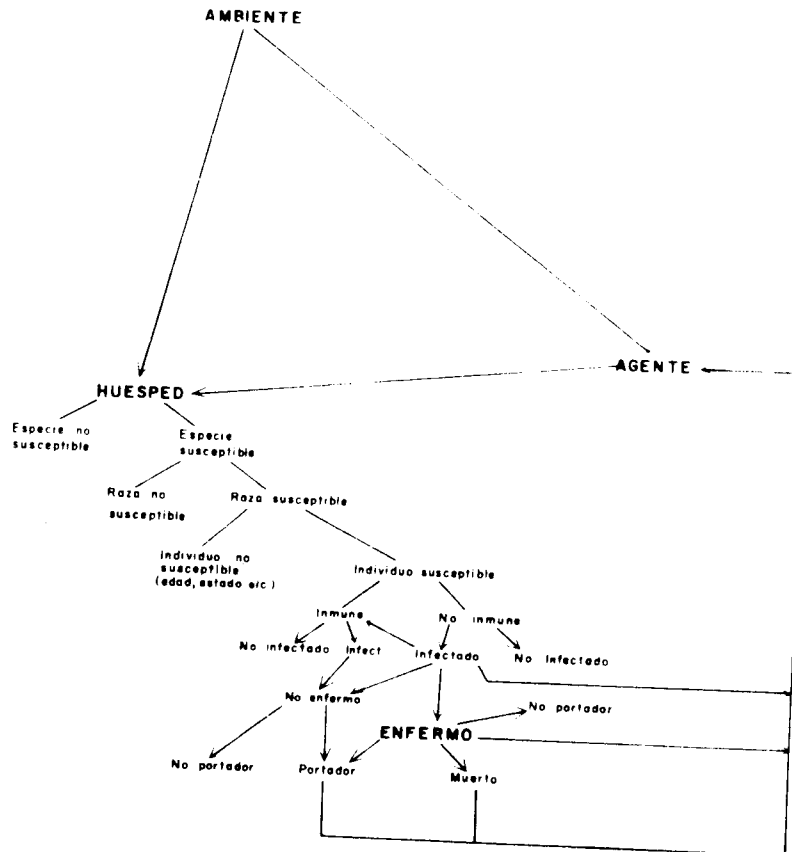 AMBIENTE
AGENTE
HUESPED
Especie no
susceptible
Especie
susceptible
Raza no
susceptible
Raza susceptible
Individuo no
susceptible
(edad, estado etc.)
Individuo susceptible
Inmune
No inmune
No infectado
Infect
Infectado
No Infectado
No enfermo
No portador
ENFERMO
No portador
Portador
Muerto